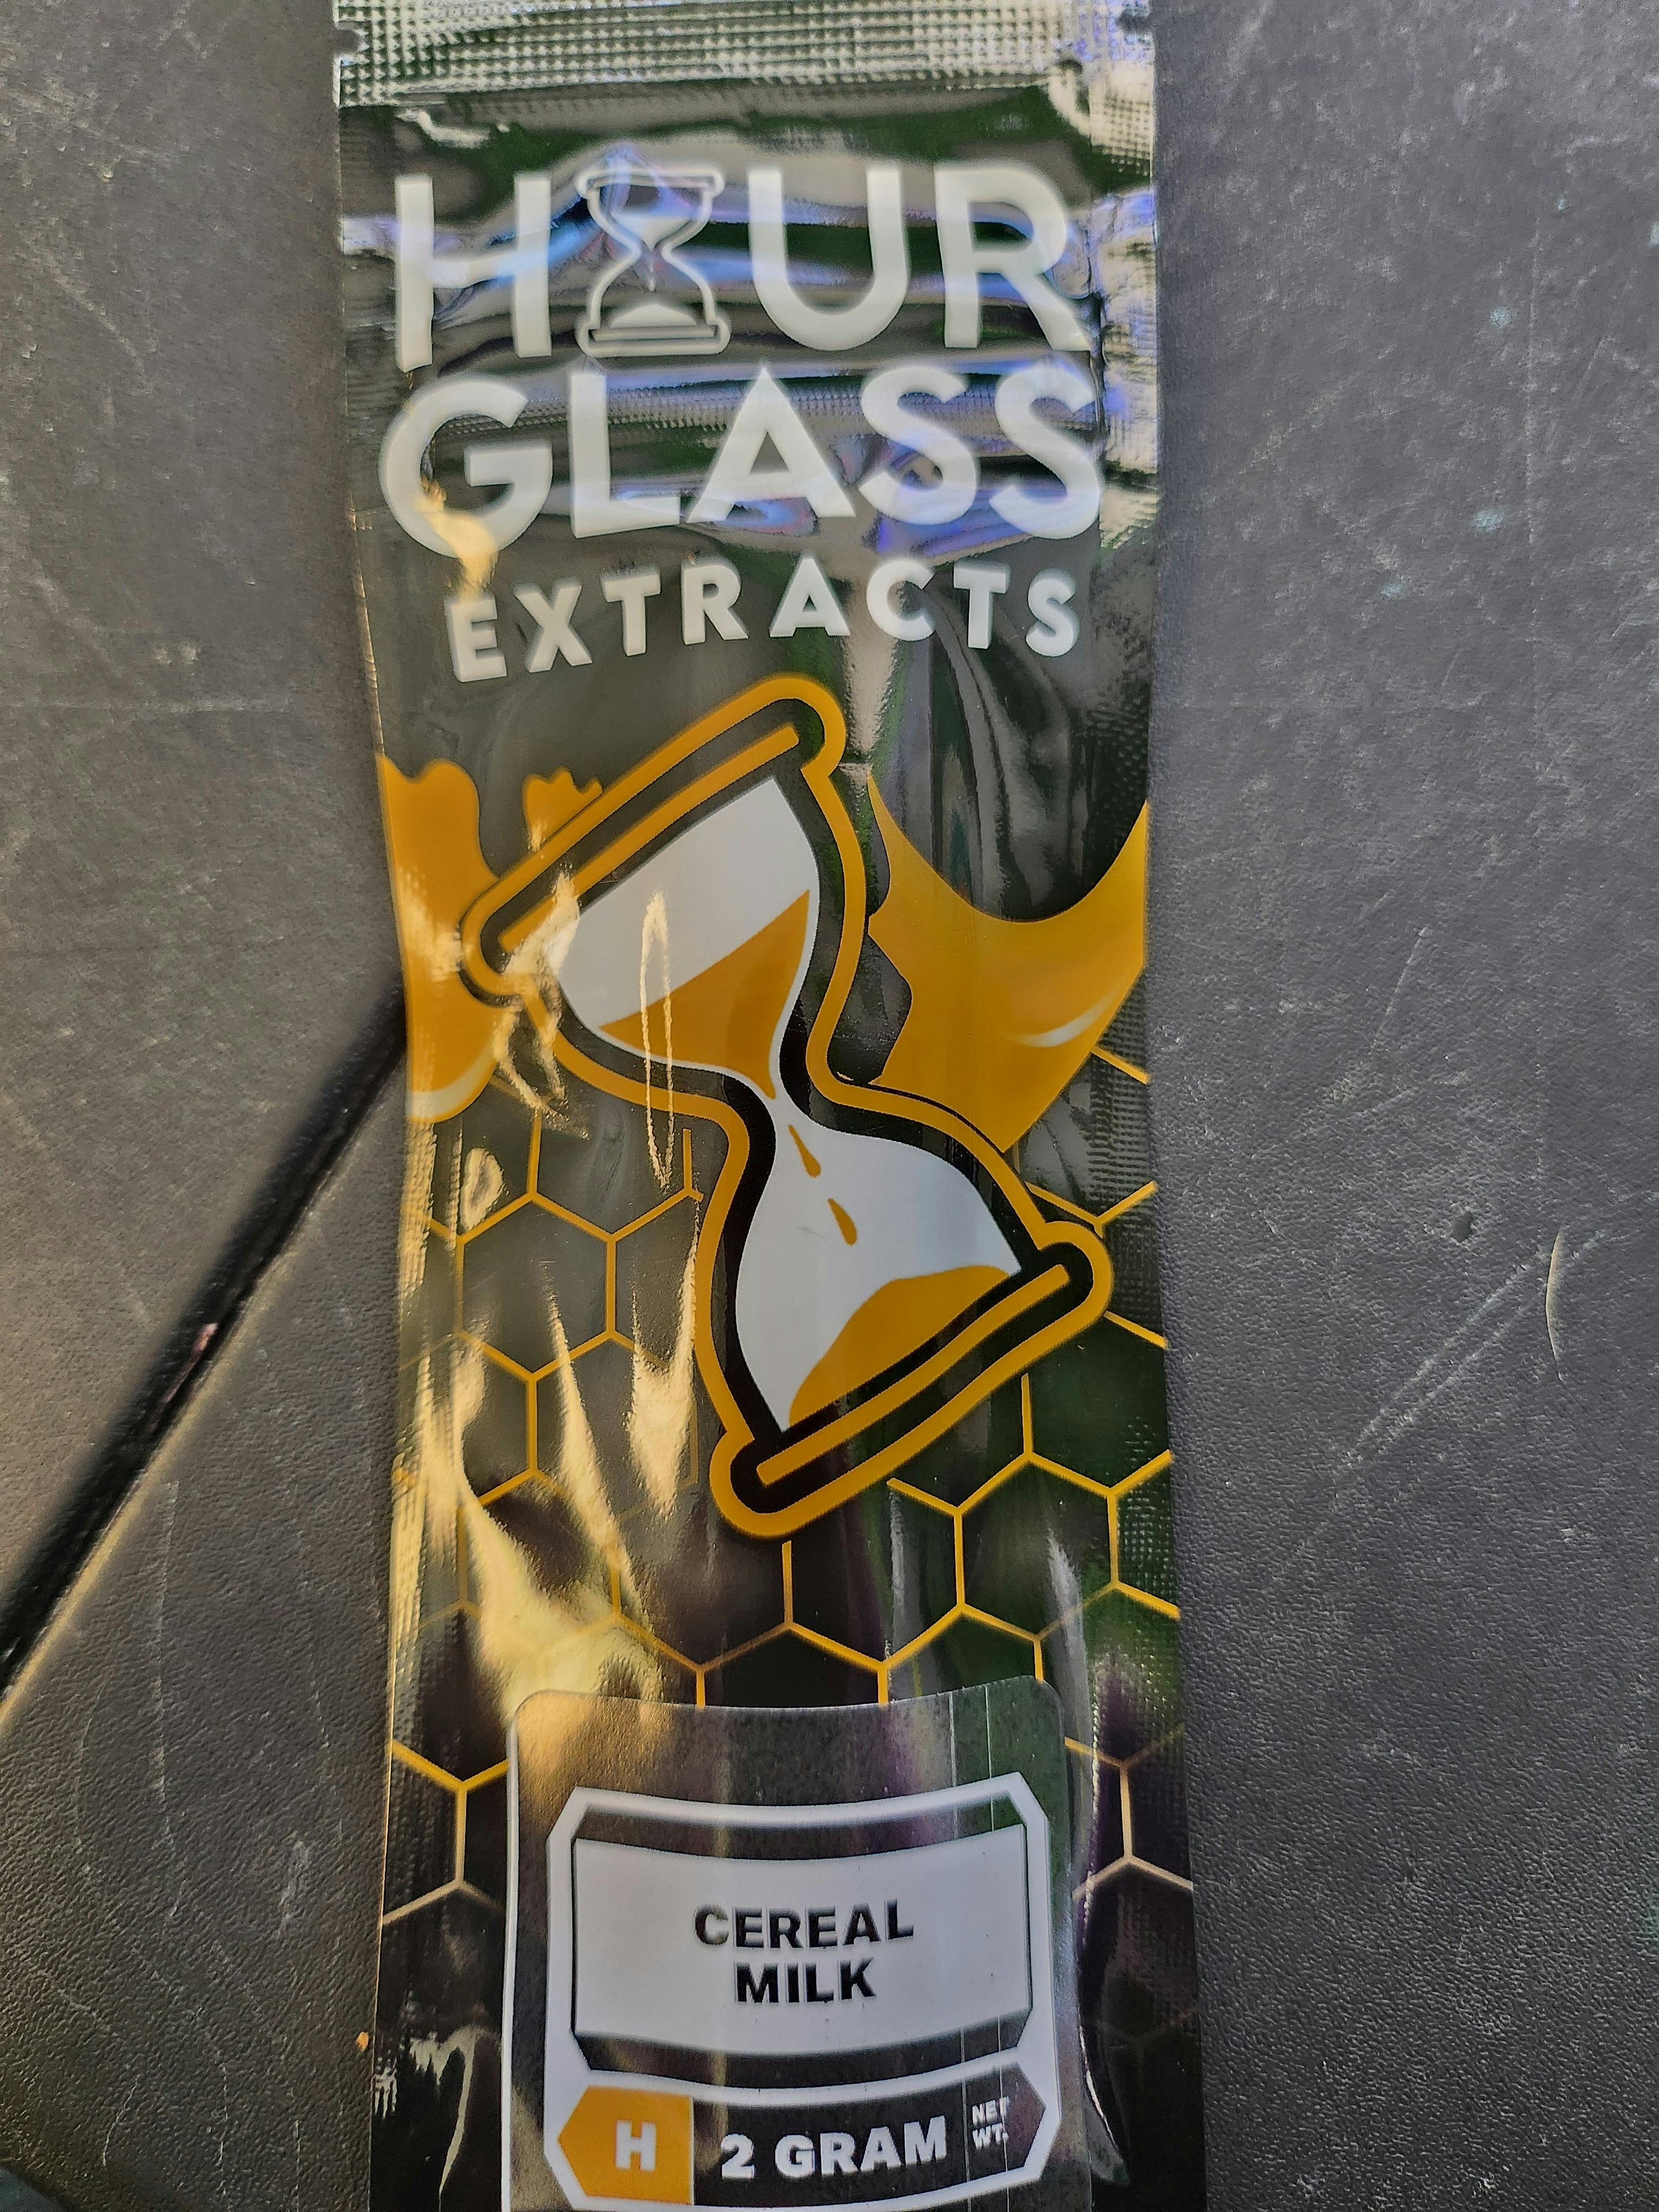 HOUR
GLASS
EXTRACTS
CEREAL
MILK
H 2 GRAM NET
WT.